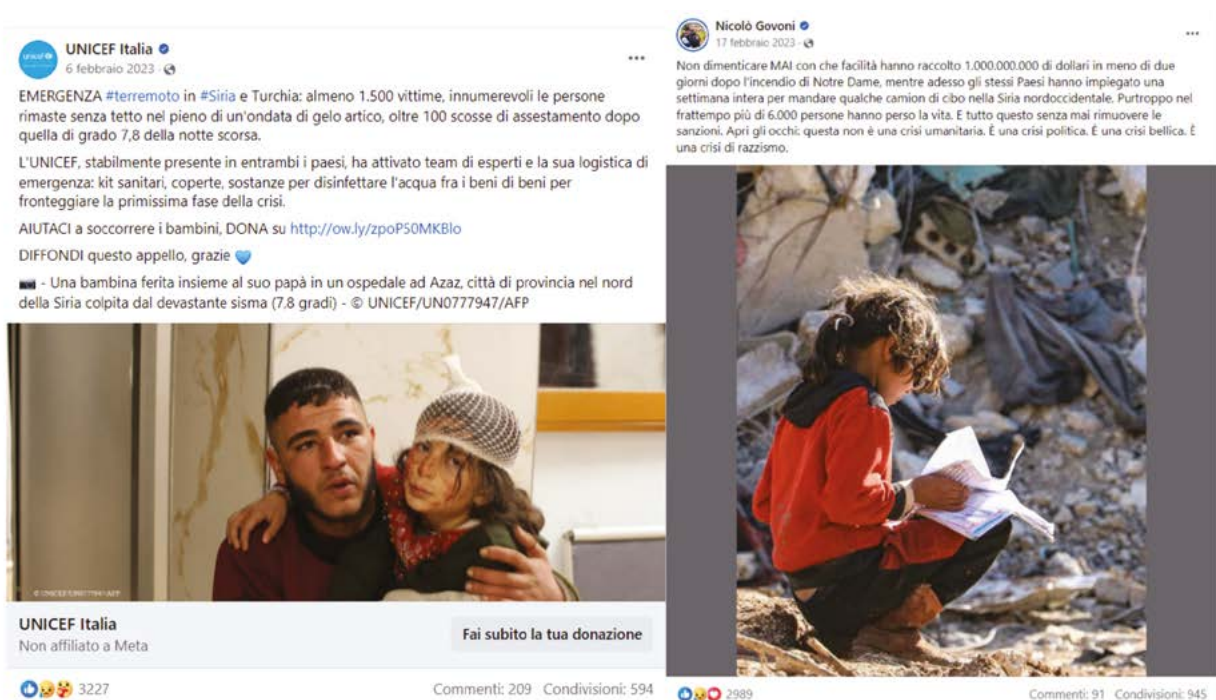 UNICEF Italia
6 febbraio 2023 ·
EMERGENZA #terremoto in #Siria e Turchia: almeno 1.500 vittime, innumerevoli le persone
rimaste senza tetto nel pieno di un'ondata di gelo artico, oltre 100 scosse di assestamento dopo
quella di grado 7,8 della notte scorsa.
L'UNICEF, stabilmente presente in entrambi i paesi, ha attivato team di esperti e la sua logistica di
emergenza: kit sanitari, coperte, sostanze per disinfettare l'acqua fra i beni di beni per
fronteggiare la primissima fase della crisi.
AIUTACI a soccorrere i bambini, DONA su http://ow.ly/zpoP50MKBlo
DIFFONDI questo appello, grazie 💙
📷 - Una bambina ferita insieme al suo papà in un ospedale ad Azaz, città di provincia nel nord
della Siria colpita dal devastante sisma (7.8 gradi) - © UNICEF/UN0777947/AFP
© UNICEF/UN0777947/AFP
UNICEF Italia
Non affiliato a Meta
Fai subito la tua donazione
3227
Commenti: 209 Condivisioni: 594
Nicolò Govoni
17 febbraio 2023 ·
Non dimenticare MAI con che facilità hanno raccolto 1.000.000.000 di dollari in meno di due
giorni dopo l'incendio di Notre Dame, mentre adesso gli stessi Paesi hanno impiegato una
settimana intera per mandare qualche camion di cibo nella Siria nordoccidentale. Purtroppo nel
frattempo più di 6.000 persone hanno perso la vita. E tutto questo senza mai rimuovere le
sanzioni. Apri gli occhi: questa non è una crisi umanitaria. É una crisi politica. É una crisi bellica. É
una crisi di razzismo.
2989
Commenti: 91 Condivisioni: 945